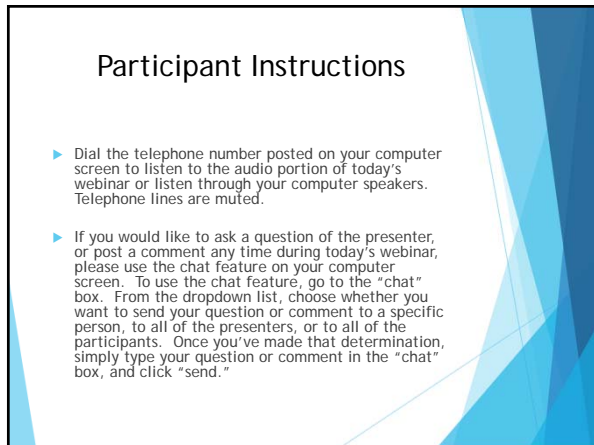 Participant Instructions
Dial the telephone number posted on your computer
screen to listen to the audio portion of today's
webinar or listen through your computer speakers.
Telephone lines are muted.
If you would like to ask a question of the presenter,
or post a comment any time during today's webinar,
please use the chat feature on your computer
screen.  To use the chat feature, go to the “chat”
box.  From the dropdown list, choose whether you
want to send your question or comment to a specific
person, to all of the presenters, or to all of the
participants.  Once you've made that determination,
simply type your question or comment in the “chat”
box, and click “send.”